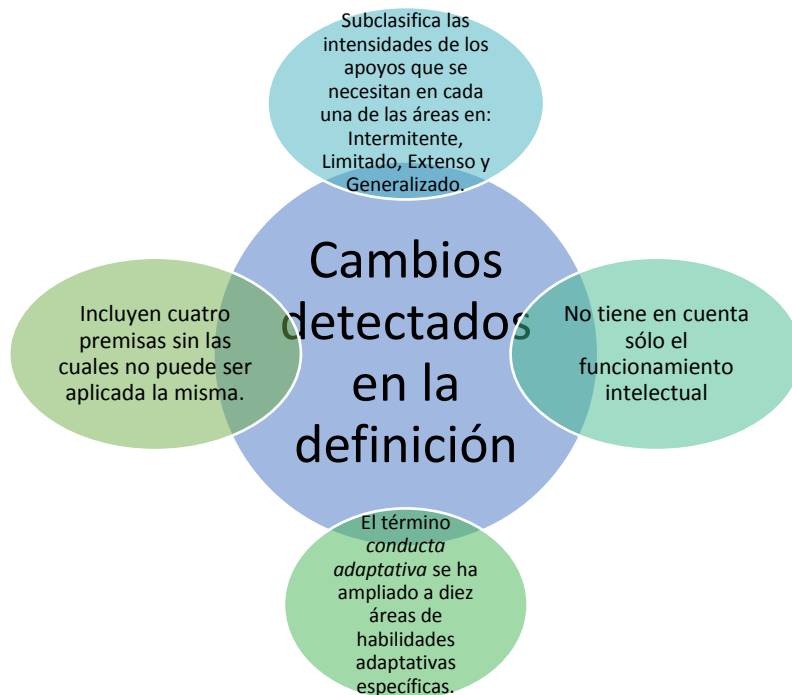 Subclasifica las
intensidades de los
apoyos que se
necesitan en cada
una de las áreas en:
Intermitente,
Limitado, Extenso y
Generalizado.
Cambios
detectados
en la
definición
Incluyen cuatro
premisas sin las
cuales no puede ser
aplicada la misma.
No tiene en cuenta
sólo el
funcionamiento
intelectual
El término
conducta
adaptativa se ha
ampliado a diez
áreas de
habilidades
adaptativas
específicas.